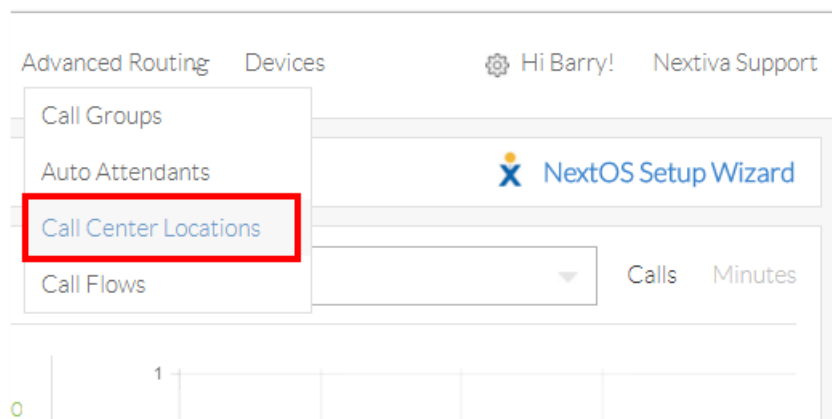 Advanced Routing Devices Hi Barry! Nextiva Support
Call Groups
Auto Attendants
NextOS Setup Wizard
Call Center Locations
Call Flows
Calls Minutes
1
0